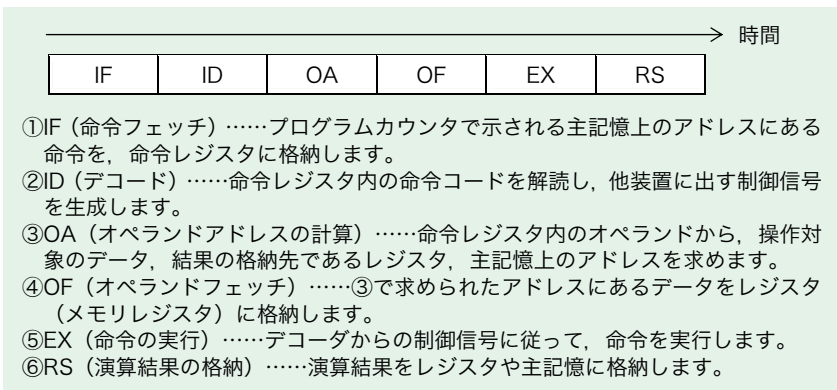 時間
IF ID OA OF EX RS
①IF（命令フェッチ）……プログラムカウンタで示される主記憶上のアドレスにある
命令を，命令レジスタに格納します。
②ID（デコード）……命令レジスタ内の命令コードを解読し，他装置に出す制御信号
を生成します。
③OA（オペランドアドレスの計算）……命令レジスタ内のオペランドから，操作対
象のデータ，結果の格納先であるレジスタ，主記憶上のアドレスを求めます。
④OF（オペランドフェッチ）……③で求められたアドレスにあるデータをレジスタ
（メモリレジスタ）に格納します。
⑤EX（命令の実行）……デコーダからの制御信号に従って，命令を実行します。
⑥RS（演算結果の格納）……演算結果をレジスタや主記憶に格納します。